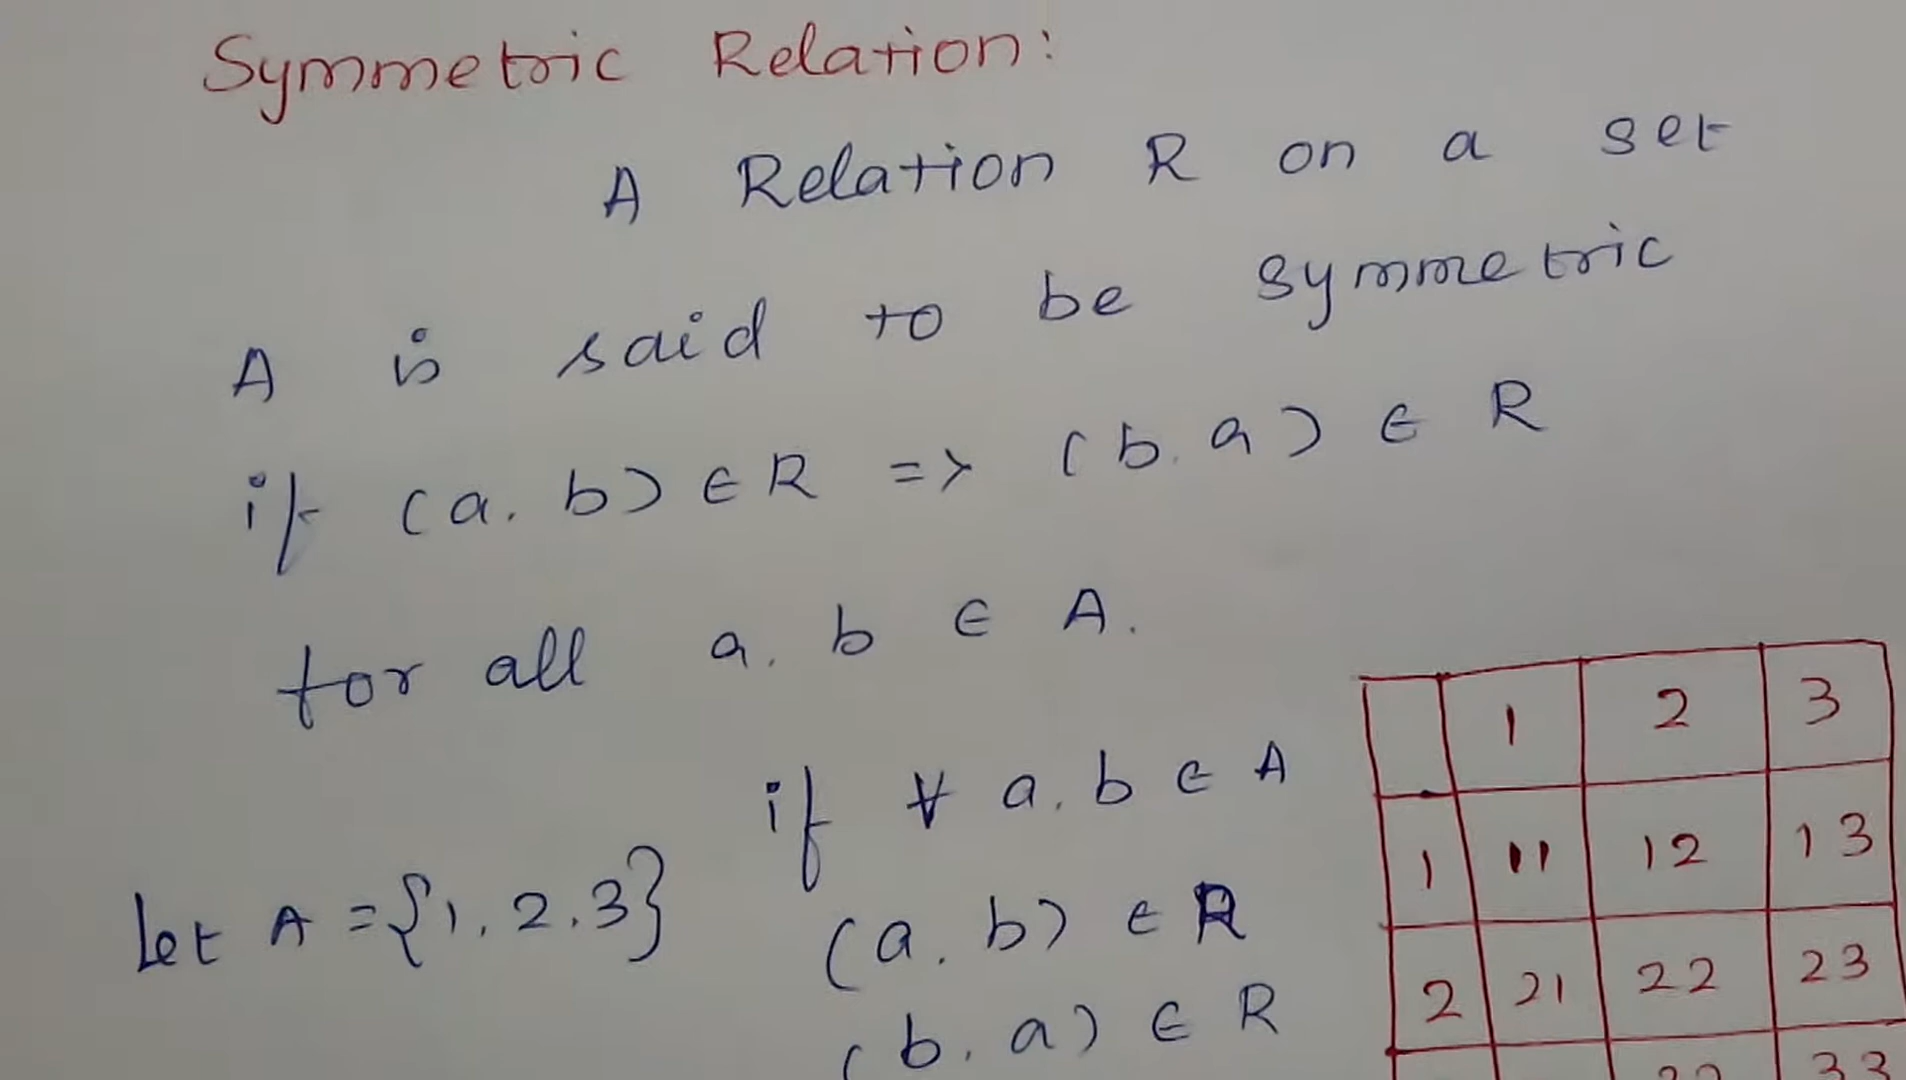 Symmetric Relation:
A Relation R on a set
A is said to be symmetric
if (a, b) ∈ R => (b, a) ∈ R
for all a, b ∈ A.
if ∀ a, b ∈ A
let A = {1, 2, 3}
(a, b) ∈ R
(b, a) ∈ R
1 2 3
1 11 12 13
2 21 22 23
33